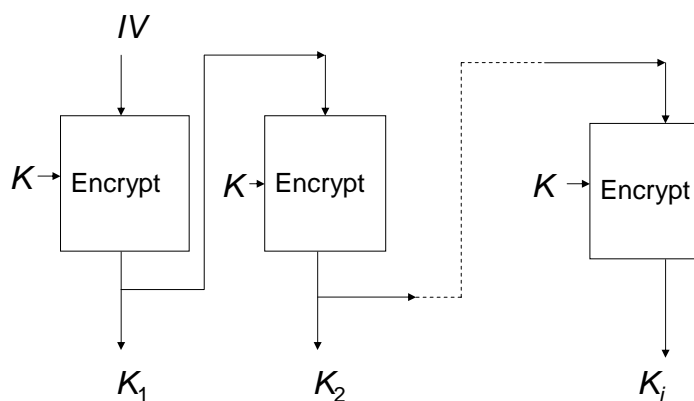 IV
K Encrypt K Encrypt K Encrypt
K₁ K₂ Kᵢ